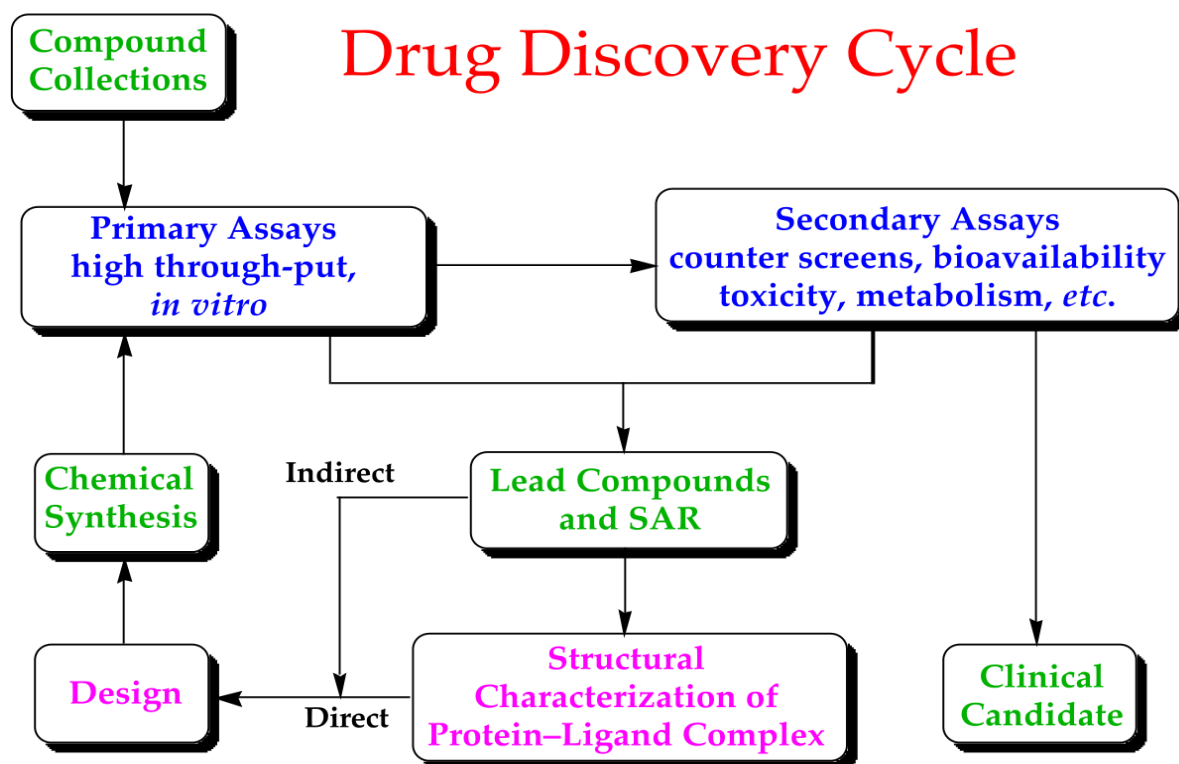 Compound
Collections
Drug Discovery Cycle
Primary Assays
high through-put,
in vitro
Secondary Assays
counter screens, bioavailability
toxicity, metabolism, etc.
Chemical
Synthesis
Indirect
Lead Compounds
and SAR
Design
Direct
Structural
Characterization of
Protein–Ligand Complex
Clinical
Candidate